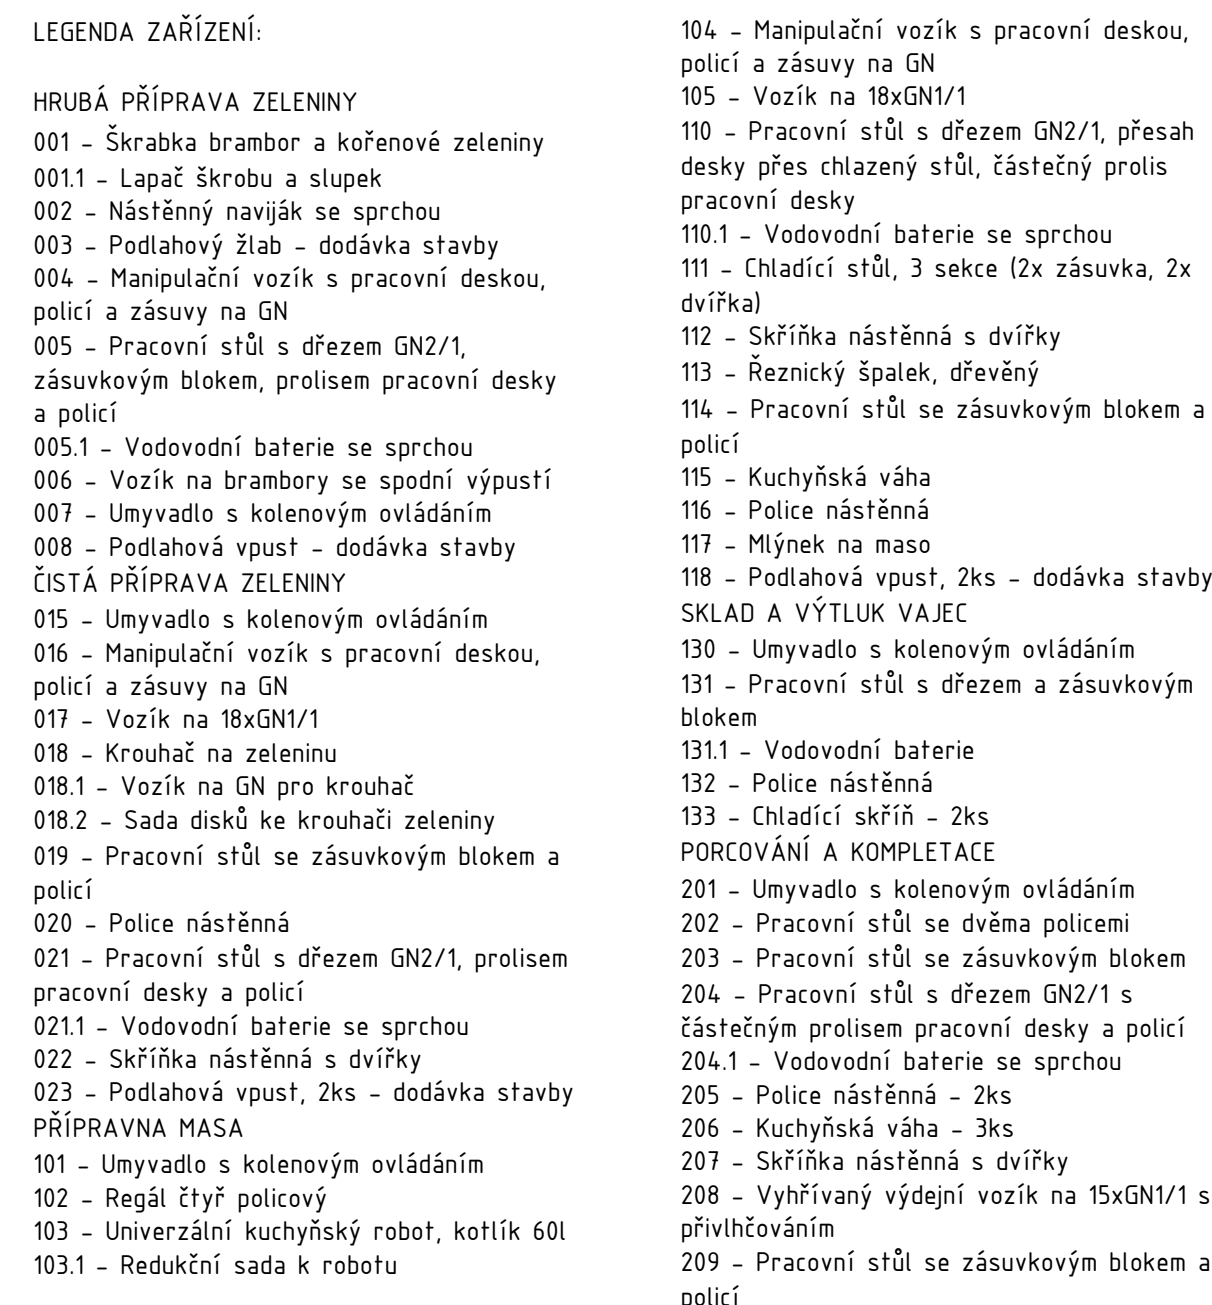 LEGENDA ZAŘÍZENÍ:
HRUBÁ PŘÍPRAVA ZELENINY
001 – Škrabka brambor a kořenové zeleniny
001.1 – Lapač škrobu a slupek
002 – Nástěnný naviják se sprchou
003 – Podlahový žlab – dodávka stavby
004 – Manipulační vozík s pracovní deskou,
policí a zásuvy na GN
005 – Pracovní stůl s dřezem GN2/1,
zásuvkovým blokem, prolisem pracovní desky
a policí
005.1 – Vodovodní baterie se sprchou
006 – Vozík na brambory se spodní výpustí
007 – Umyvadlo s kolenovým ovládáním
008 – Podlahová vpust – dodávka stavby
ČISTÁ PŘÍPRAVA ZELENINY
015 – Umyvadlo s kolenovým ovládáním
016 – Manipulační vozík s pracovní deskou,
policí a zásuvy na GN
017 – Vozík na 18xGN1/1
018 – Krouhač na zeleninu
018.1 – Vozík na GN pro krouhač
018.2 – Sada disků ke krouhači zeleniny
019 – Pracovní stůl se zásuvkovým blokem a
policí
020 – Police nástěnná
021 – Pracovní stůl s dřezem GN2/1, prolisem
pracovní desky a policí
021.1 – Vodovodní baterie se sprchou
022 – Skříňka nástěnná s dvířky
023 – Podlahová vpust, 2ks – dodávka stavby
PŘÍPRAVNA MASA
101 – Umyvadlo s kolenovým ovládáním
102 – Regál čtyř policový
103 – Univerzální kuchyňský robot, kotlík 60l
103.1 – Redukční sada k robotu
104 – Manipulační vozík s pracovní deskou,
policí a zásuvy na GN
105 – Vozík na 18xGN1/1
110 – Pracovní stůl s dřezem GN2/1, přesah
desky přes chlazený stůl, částečný prolis
pracovní desky
110.1 – Vodovodní baterie se sprchou
111 – Chladící stůl, 3 sekce (2x zásuvka, 2x
dvířka)
112 – Skříňka nástěnná s dvířky
113 – Řeznický špalek, dřevěný
114 – Pracovní stůl se zásuvkovým blokem a
policí
115 – Kuchyňská váha
116 – Police nástěnná
117 – Mlýnek na maso
118 – Podlahová vpust, 2ks – dodávka stavby
SKLAD A VÝTLUK VAJEC
130 – Umyvadlo s kolenovým ovládáním
131 – Pracovní stůl s dřezem a zásuvkovým
blokem
131.1 – Vodovodní baterie
132 – Police nástěnná
133 – Chladící skříň – 2ks
PORCOVÁNÍ A KOMPLETACE
201 – Umyvadlo s kolenovým ovládáním
202 – Pracovní stůl se dvěma policemi
203 – Pracovní stůl se zásuvkovým blokem
204 – Pracovní stůl s dřezem GN2/1 s
částečným prolisem pracovní desky a policí
204.1 – Vodovodní baterie se sprchou
205 – Police nástěnná – 2ks
206 – Kuchyňská váha – 3ks
207 – Skříňka nástěnná s dvířky
208 – Vyhřívaný výdejní vozík na 15xGN1/1 s
přivlhčováním
209 – Pracovní stůl se zásuvkovým blokem a
policí